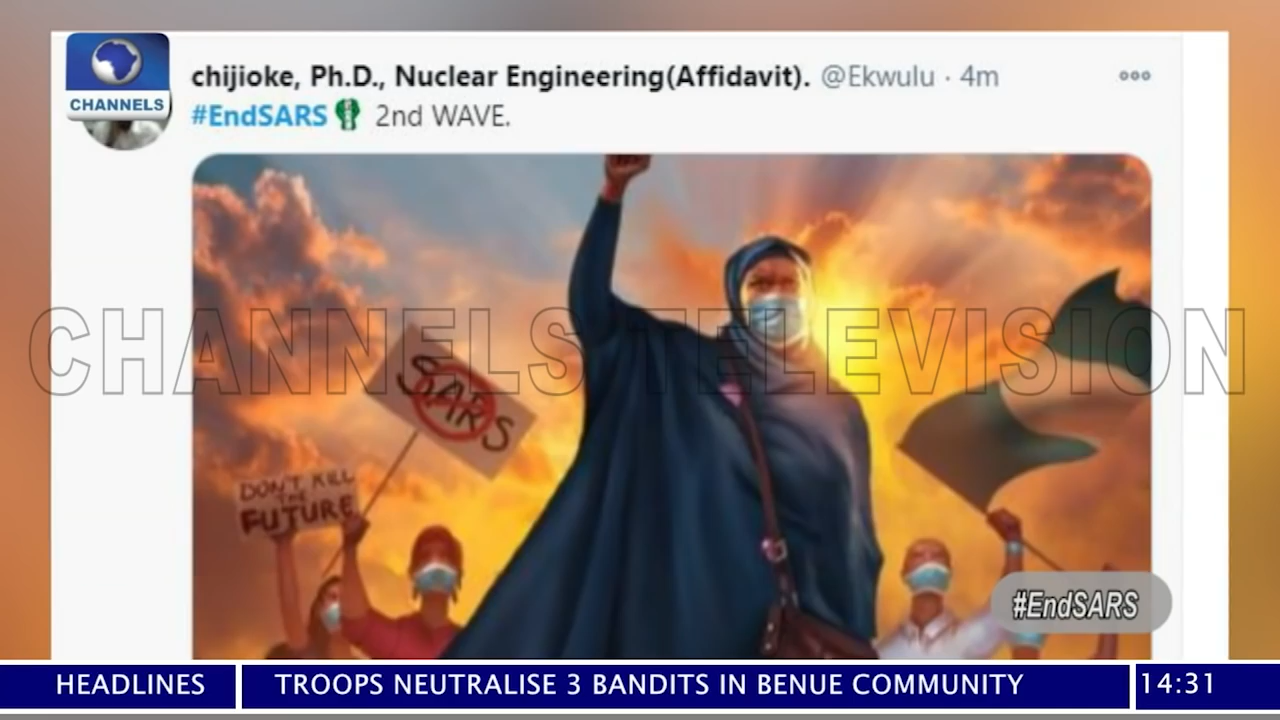 CHANNELS
chijioke, Ph.D., Nuclear Engineering(Affidavit). @Ekwulu · 4m
#EndSARS 2nd WAVE.
CHANNELS TELEVISION
SARS
DON'T KILL
THE
FUTURE
#EndSARS
HEADLINES
TROOPS NEUTRALISE 3 BANDITS IN BENUE COMMUNITY
14:31